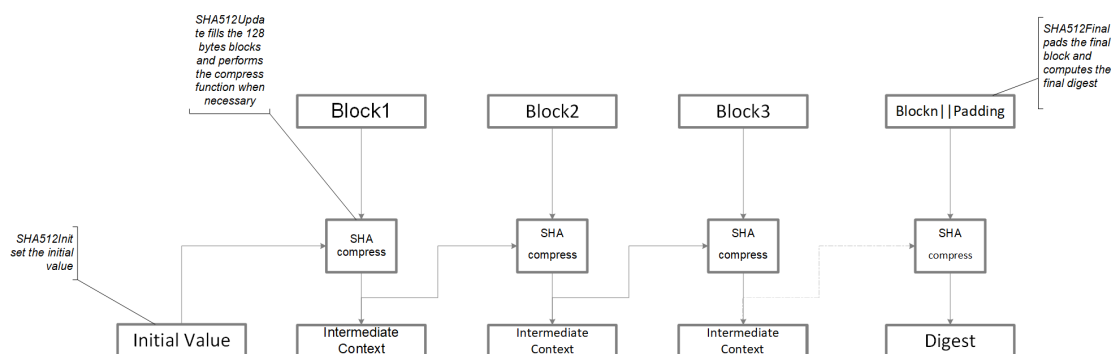 SHA512Upda
te fills the 128
bytes blocks
and performs
the compress
function when
necessary
SHA512Final
pads the final
block and
computes the
final digest
Block1
Block2
Block3
Blockn||Padding
SHA512Init
set the initial
value
SHA
compress
SHA
compress
SHA
compress
SHA
compress
Initial Value
Intermediate
Context
Intermediate
Context
Intermediate
Context
Digest